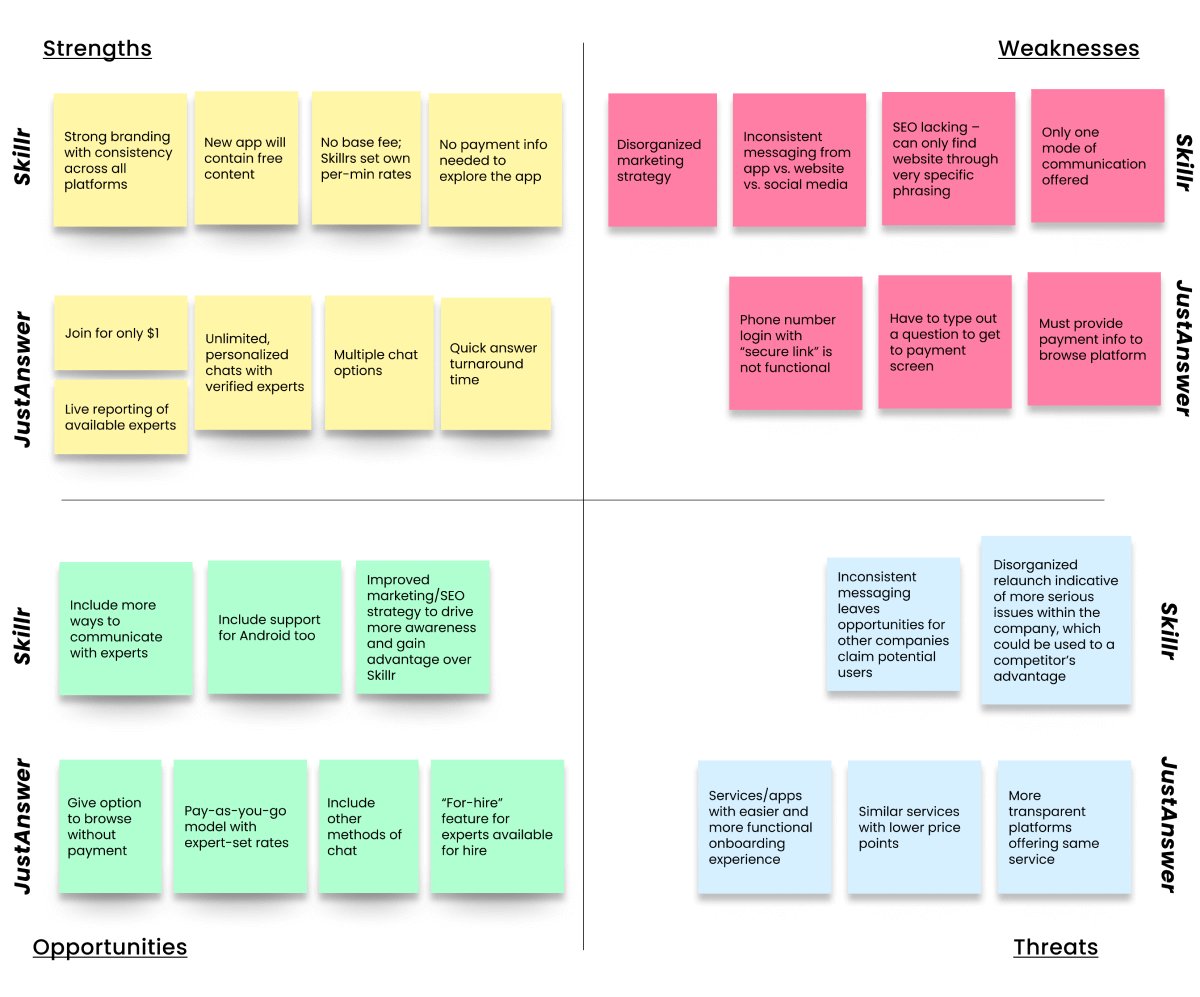 Strengths
Weaknesses
Skillr
Strong branding
with consistency
across all
platforms
New app will
contain free
content
No base fee;
Skillrs set own
per-min rates
No payment info
needed to
explore the app
Disorganized
marketing
strategy
Inconsistent
messaging from
app vs. website
vs. social media
SEO lacking –
can only find
website through
very specific
phrasing
Only one
mode of
communication
offered
Skillr
JustAnswer
Join for only $1
Live reporting of
available experts
Unlimited,
personalized
chats with
verified experts
Multiple chat
options
Quick answer
turnaround
time
Phone number
login with
“secure link” is
not functional
Have to type out
a question to get
to payment
screen
Must provide
payment info to
browse platform
JustAnswer
Skillr
Include more
ways to
communicate
with experts
Include support
for Android too
Improved
marketing/SEO
strategy to drive
more awareness
and gain
advantage over
Skillr
Inconsistent
messaging
leaves
opportunities for
other companies
claim potential
users
Disorganized
relaunch indicative
of more serious
issues within the
company, which
could be used to a
competitor’s
advantage
Skillr
JustAnswer
Give option
to browse
without
payment
Pay-as-you-go
model with
expert-set rates
Include
other
methods of
chat
“For-hire”
feature for
experts available
for hire
Services/apps
with easier and
more functional
onboarding
experience
Similar services
with lower price
points
More
transparent
platforms
offering same
service
JustAnswer
Opportunities
Threats